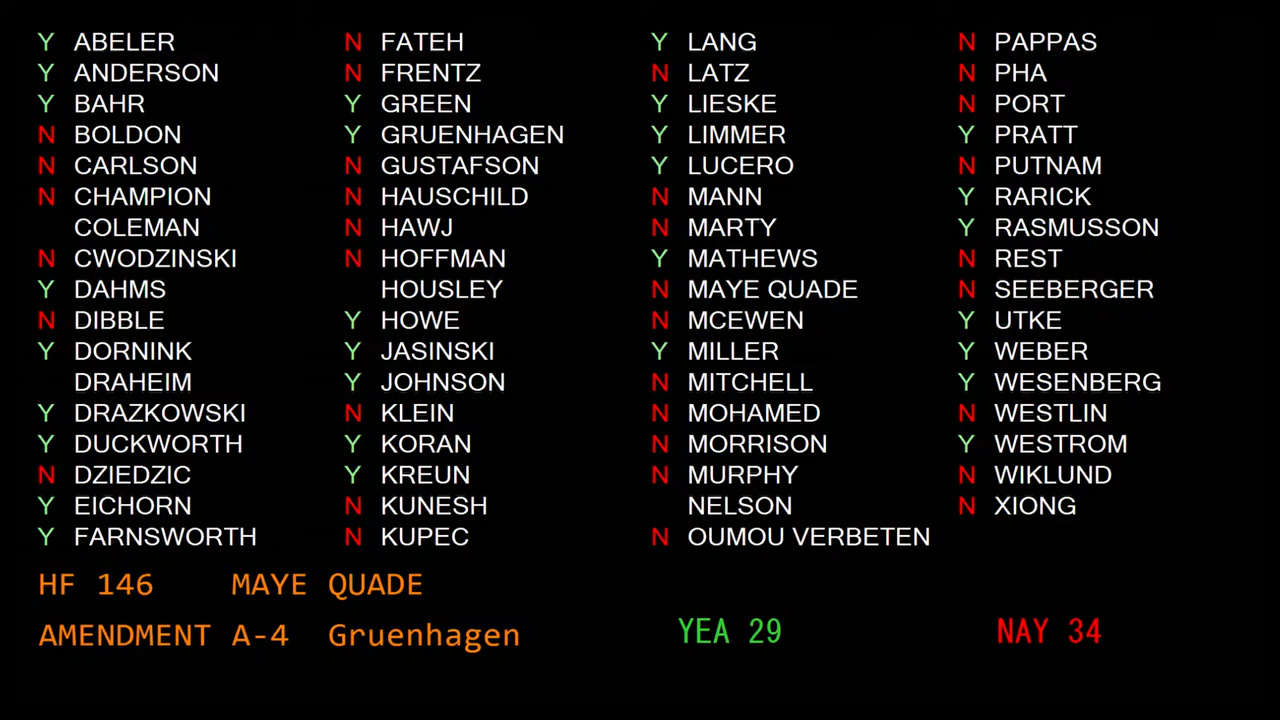 Y ABELER N FATEH Y LANG N PAPPAS
Y ANDERSON N FRENTZ N LATZ N PHA
Y BAHR Y GREEN Y LIESKE N PORT
N BOLDON Y GRUENHAGEN Y LIMMER Y PRATT
N CARLSON N GUSTAFSON Y LUCERO N PUTNAM
N CHAMPION N HAUSCHILD N MANN Y RARICK
COLEMAN N HAWJ N MARTY Y RASMUSSON
N CWODZINSKI N HOFFMAN Y MATHEWS N REST
Y DAHMS HOUSLEY N MAYE QUADE N SEEBERGER
N DIBBLE Y HOWE N MCEWEN Y UTKE
Y DORNINK Y JASINSKI Y MILLER Y WEBER
DRAHEIM Y JOHNSON N MITCHELL Y WESENBERG
Y DRAZKOWSKI N KLEIN N MOHAMED N WESTLIN
Y DUCKWORTH Y KORAN N MORRISON Y WESTROM
N DZIEDZIC Y KREUN N MURPHY N WIKLUND
Y EICHORN N KUNESH NELSON N XIONG
Y FARNSWORTH N KUPEC N OUMOU VERBETEN
HF 146 MAYE QUADE
AMENDMENT A-4 Gruenhagen YEA 29 NAY 34